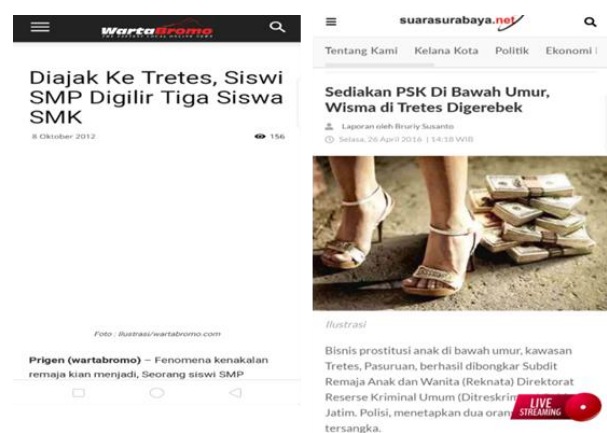 WartaBromo
Diajak Ke Tretes, Siswi
SMP Digilir Tiga Siswa
SMK
8 Oktober 2012
156
Foto : Ilustrasi/wartabromo.com
Prigen (wartabromo) – Fenomena kenakalan
remaja kian menjadi, Seorang siswi SMP
suarasurabaya.net
Tentang Kami Kelana Kota Politik Ekonomi
Sediakan PSK Di Bawah Umur,
Wisma di Tretes Digerebek
Laporan oleh Bruriy Susanto
Selasa, 26 April 2016 | 14:18 WIB
Ilustrasi
Bisnis prostitusi anak di bawah umur, kawasan
Tretes, Pasuruan, berhasil dibongkar Subdit
Remaja Anak dan Wanita (Reknata) Direktorat
Reserse Kriminal Umum (Ditreskrim
Jatim. Polisi, menetapkan dua oran
tersangka.
LIVE
STREAMING